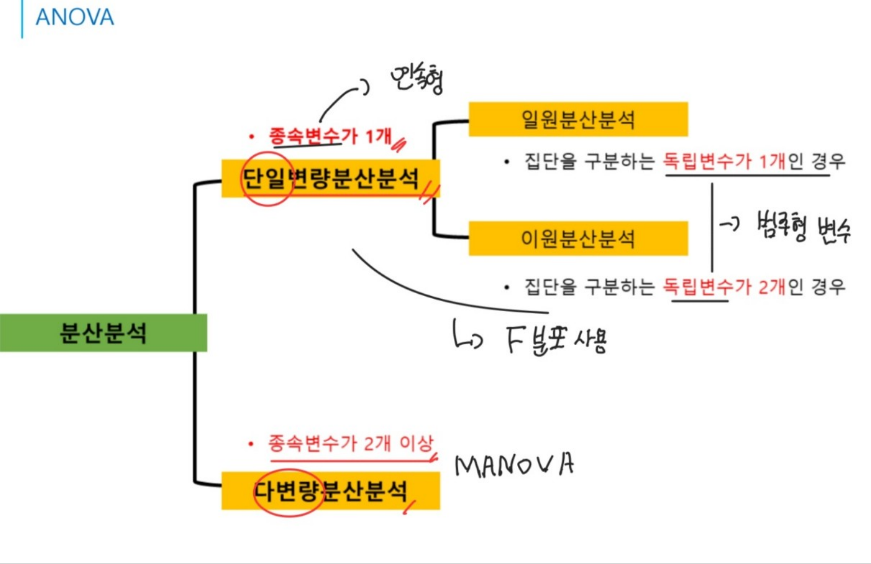 ANOVA
연속형
• 종속변수가 1개
단일변량분산분석
일원분산분석
• 집단을 구분하는 독립변수가 1개인 경우
범주형 변수
이원분산분석
• 집단을 구분하는 독립변수가 2개인 경우
F 분포 사용
분산분석
• 종속변수가 2개 이상
MANOVA
다변량분산분석